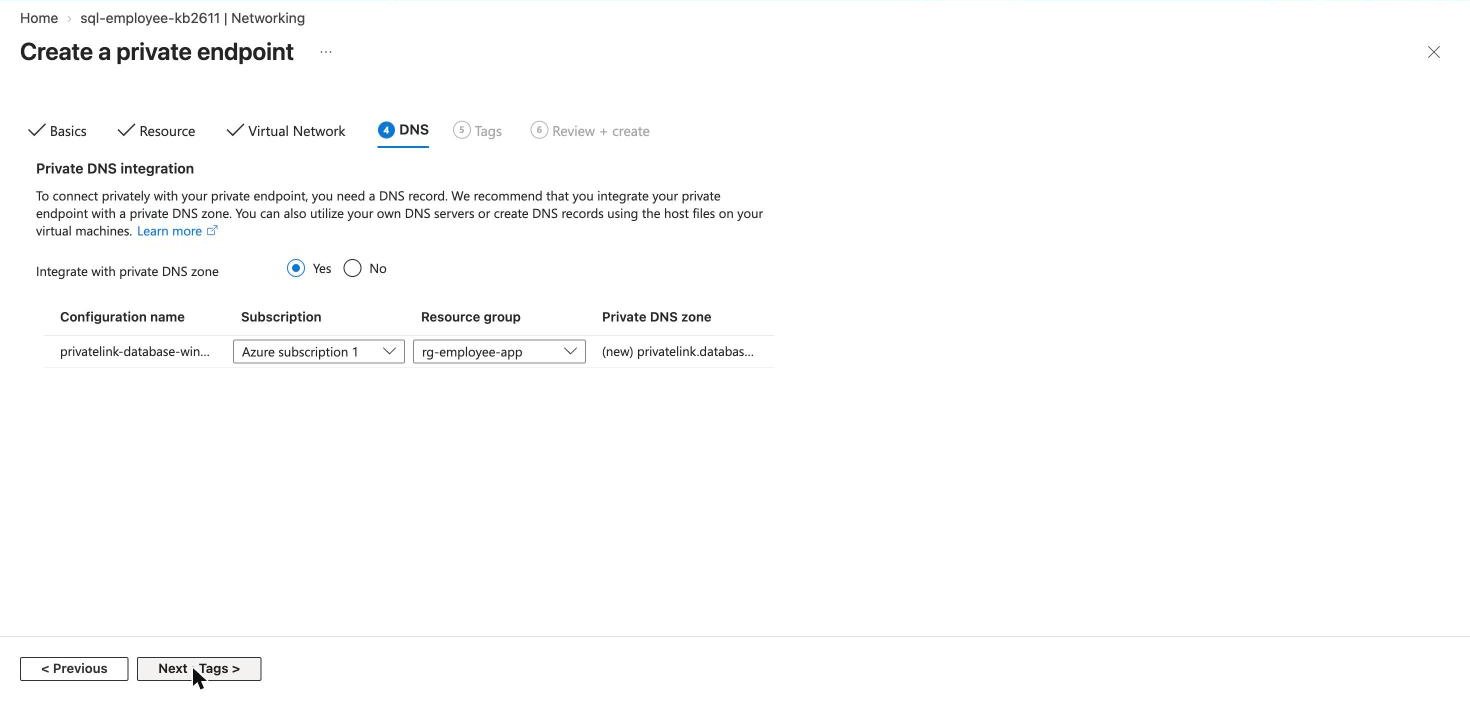 Home > sql-employee-kb2611 | Networking
Create a private endpoint ...
Basics Resource Virtual Network 4 DNS 5 Tags 6 Review + create
Private DNS integration
To connect privately with your private endpoint, you need a DNS record. We recommend that you integrate your private
endpoint with a private DNS zone. You can also utilize your own DNS servers or create DNS records using the host files on your
virtual machines. Learn more
Integrate with private DNS zone Yes No
Configuration name Subscription Resource group Private DNS zone
privatelink-database-win... Azure subscription 1 rg-employee-app (new) privatelink.databas...
< Previous Next : Tags >